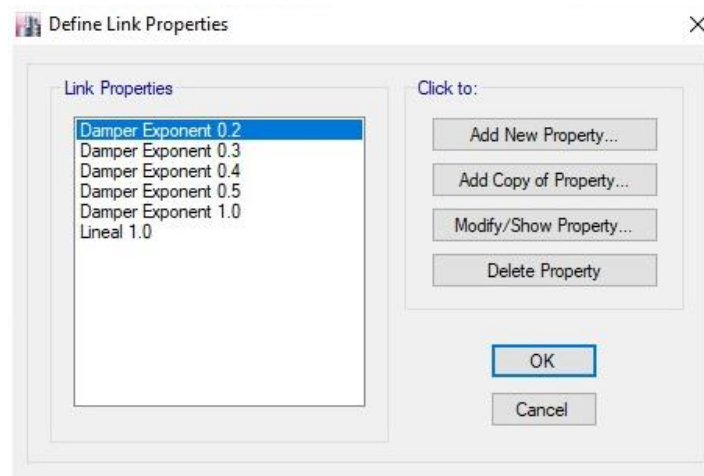 Define Link Properties
Link Properties
Damper Exponent 0.2
Damper Exponent 0.3
Damper Exponent 0.4
Damper Exponent 0.5
Damper Exponent 1.0
Lineal 1.0
Click to:
Add New Property...
Add Copy of Property...
Modify/Show Property...
Delete Property
OK
Cancel